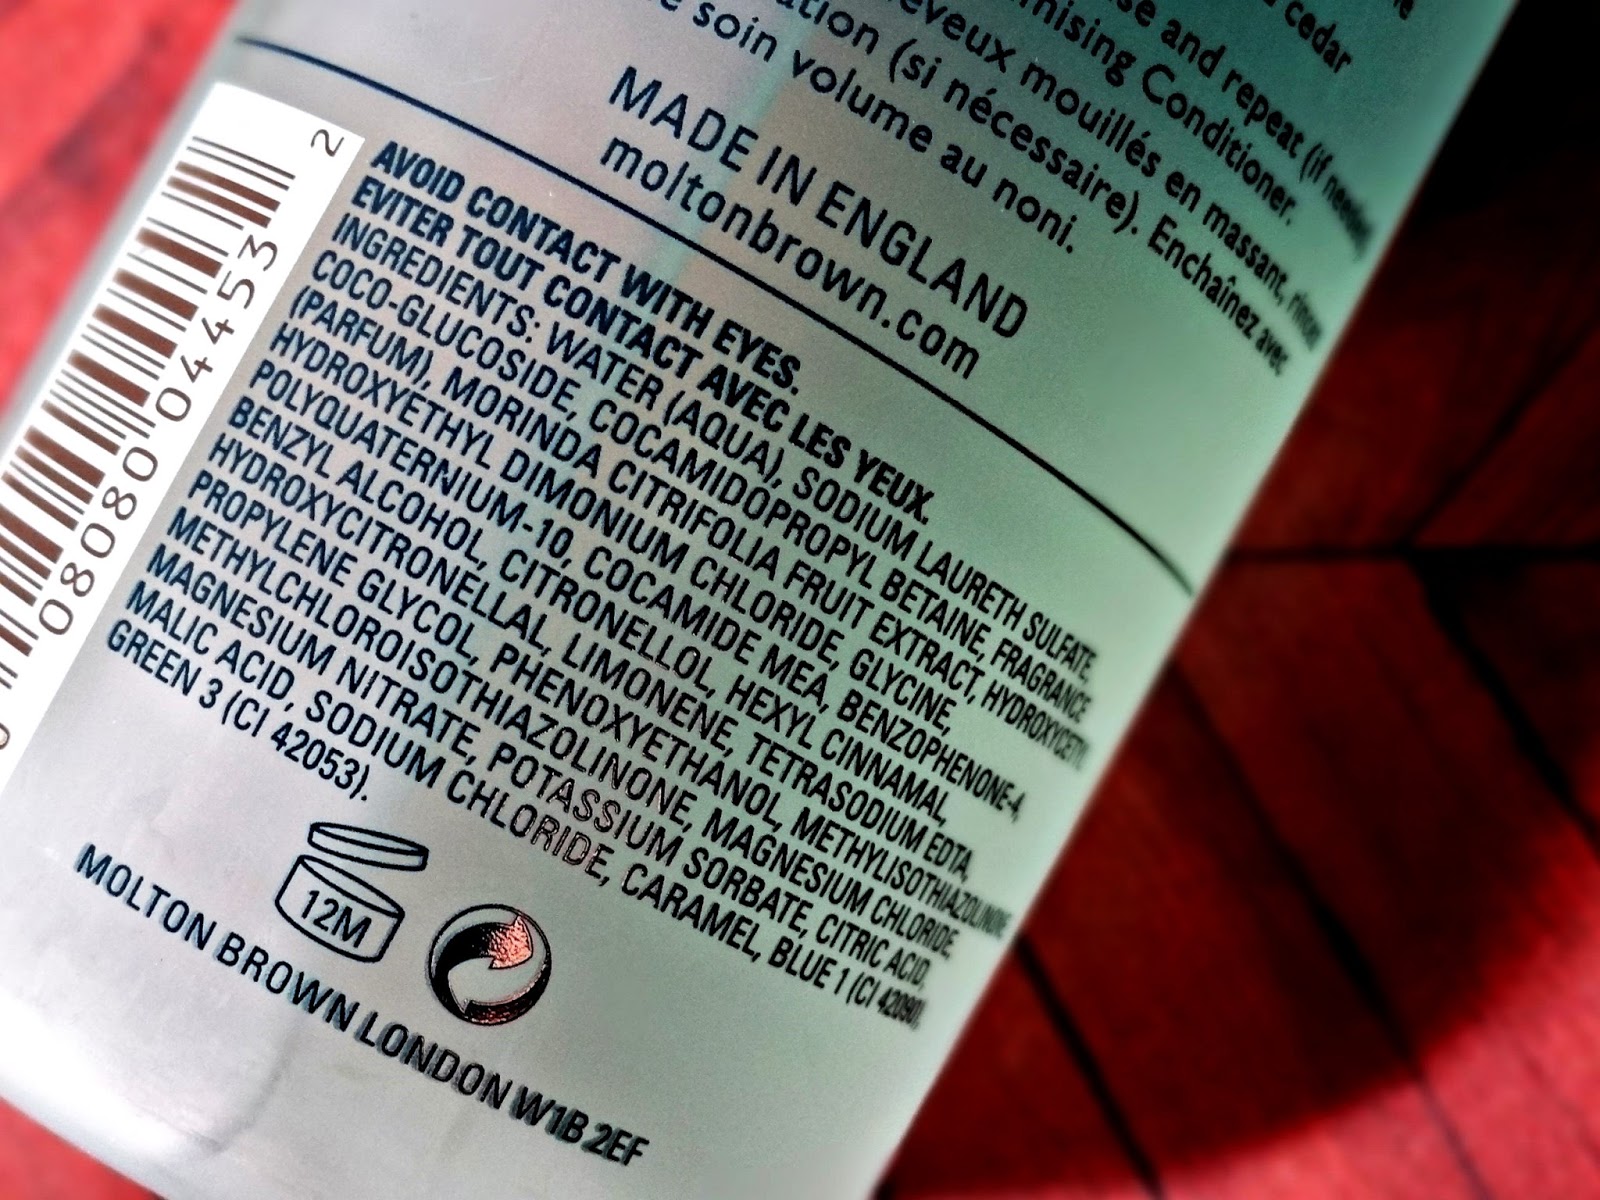 cedar
se and repeat (if needed)
mising Conditioner.
cheveux mouillés en massant, rincer
ation (si nécessaire). Enchaînez avec
e soin volume au noni.
MADE IN ENGLAND
moltonbrown.com
AVOID CONTACT WITH EYES.
EVITER TOUT CONTACT AVEC LES YEUX.
INGREDIENTS: WATER (AQUA), SODIUM LAURETH SULFATE,
COCO-GLUCOSIDE, COCAMIDOPROPYL BETAINE, FRAGRANCE
(PARFUM), MORINDA CITRIFOLIA FRUIT EXTRACT, HYDROXYCETYL
HYDROXYETHYL DIMONIUM CHLORIDE, GLYCINE,
POLYQUATERNIUM-10, COCAMIDE MEA, BENZOPHENONE-4,
BENZYL ALCOHOL, CITRONELLOL, HEXYL CINNAMAL,
HYDROXYCITRONELLAL, LIMONENE, TETRASODIUM EDTA,
PROPYLENE GLYCOL, PHENOXYETHANOL, METHYLISOTHIAZOLINONE,
METHYLCHLOROISOTHIAZOLINONE, MAGNESIUM CHLORIDE,
MAGNESIUM NITRATE, POTASSIUM SORBATE, CITRIC ACID,
MALIC ACID, SODIUM CHLORIDE, CARAMEL, BLUE 1 (CI 42090),
GREEN 3 (CI 42053).
12M
MOLTON BROWN LONDON W1B 2EF
08080 04453 2